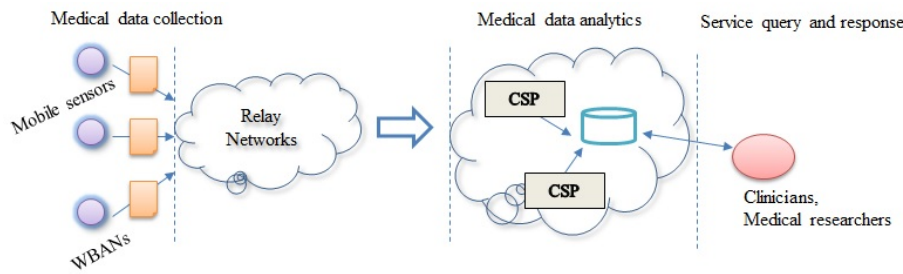 Medical data collection
Medical data analytics
Service query and response
Mobile sensors
Relay
Networks
CSP
CSP
WBANs
Clinicians,
Medical researchers